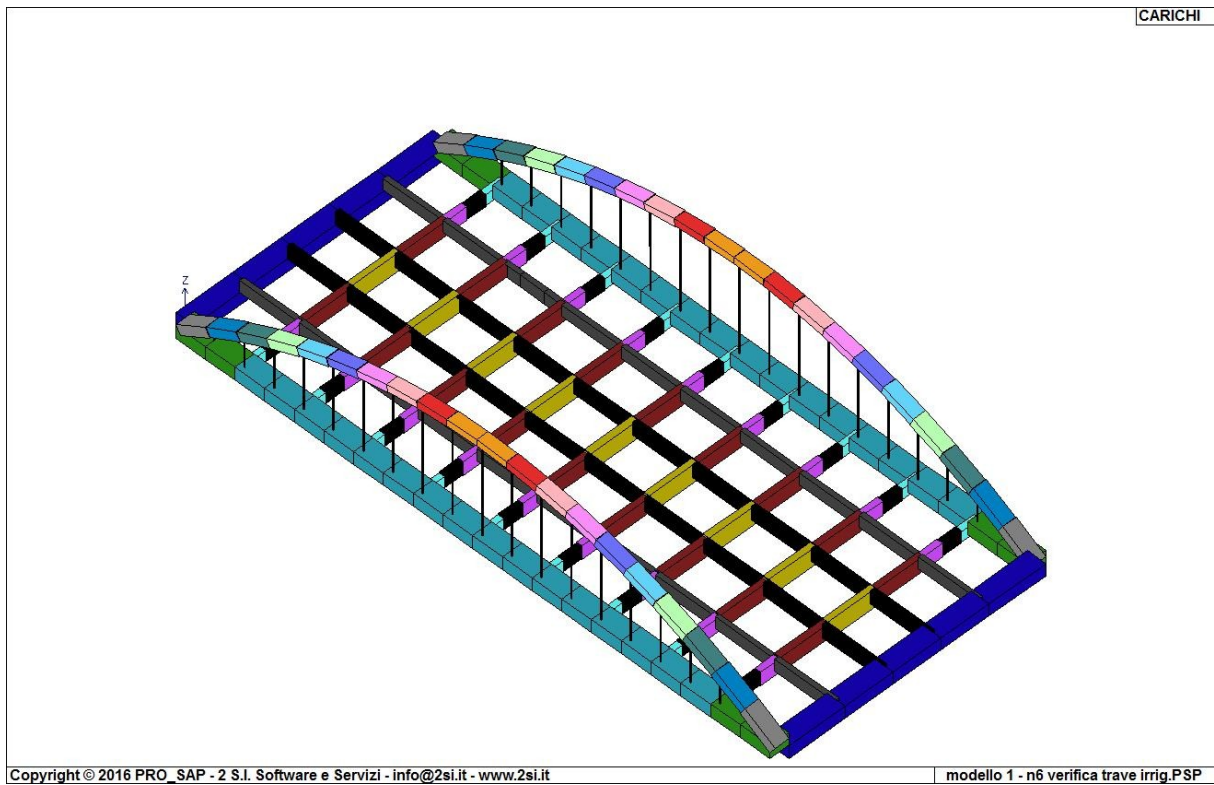 CARICHI
Z
Copyright © 2016 PRO_SAP - 2 S.I. Software e Servizi - info@2si.it - www.2si.it
modello 1 - n6 verifica trave irrig.PSP